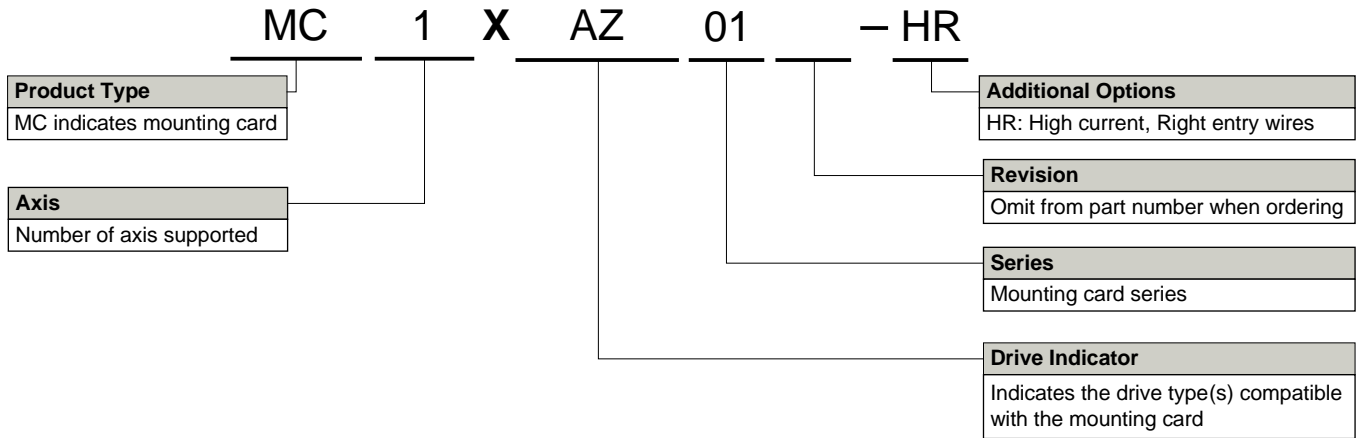 MC 1 X AZ 01 – HR
Product Type
MC indicates mounting card
Axis
Number of axis supported
Additional Options
HR: High current, Right entry wires
Revision
Omit from part number when ordering
Series
Mounting card series
Drive Indicator
Indicates the drive type(s) compatible
with the mounting card